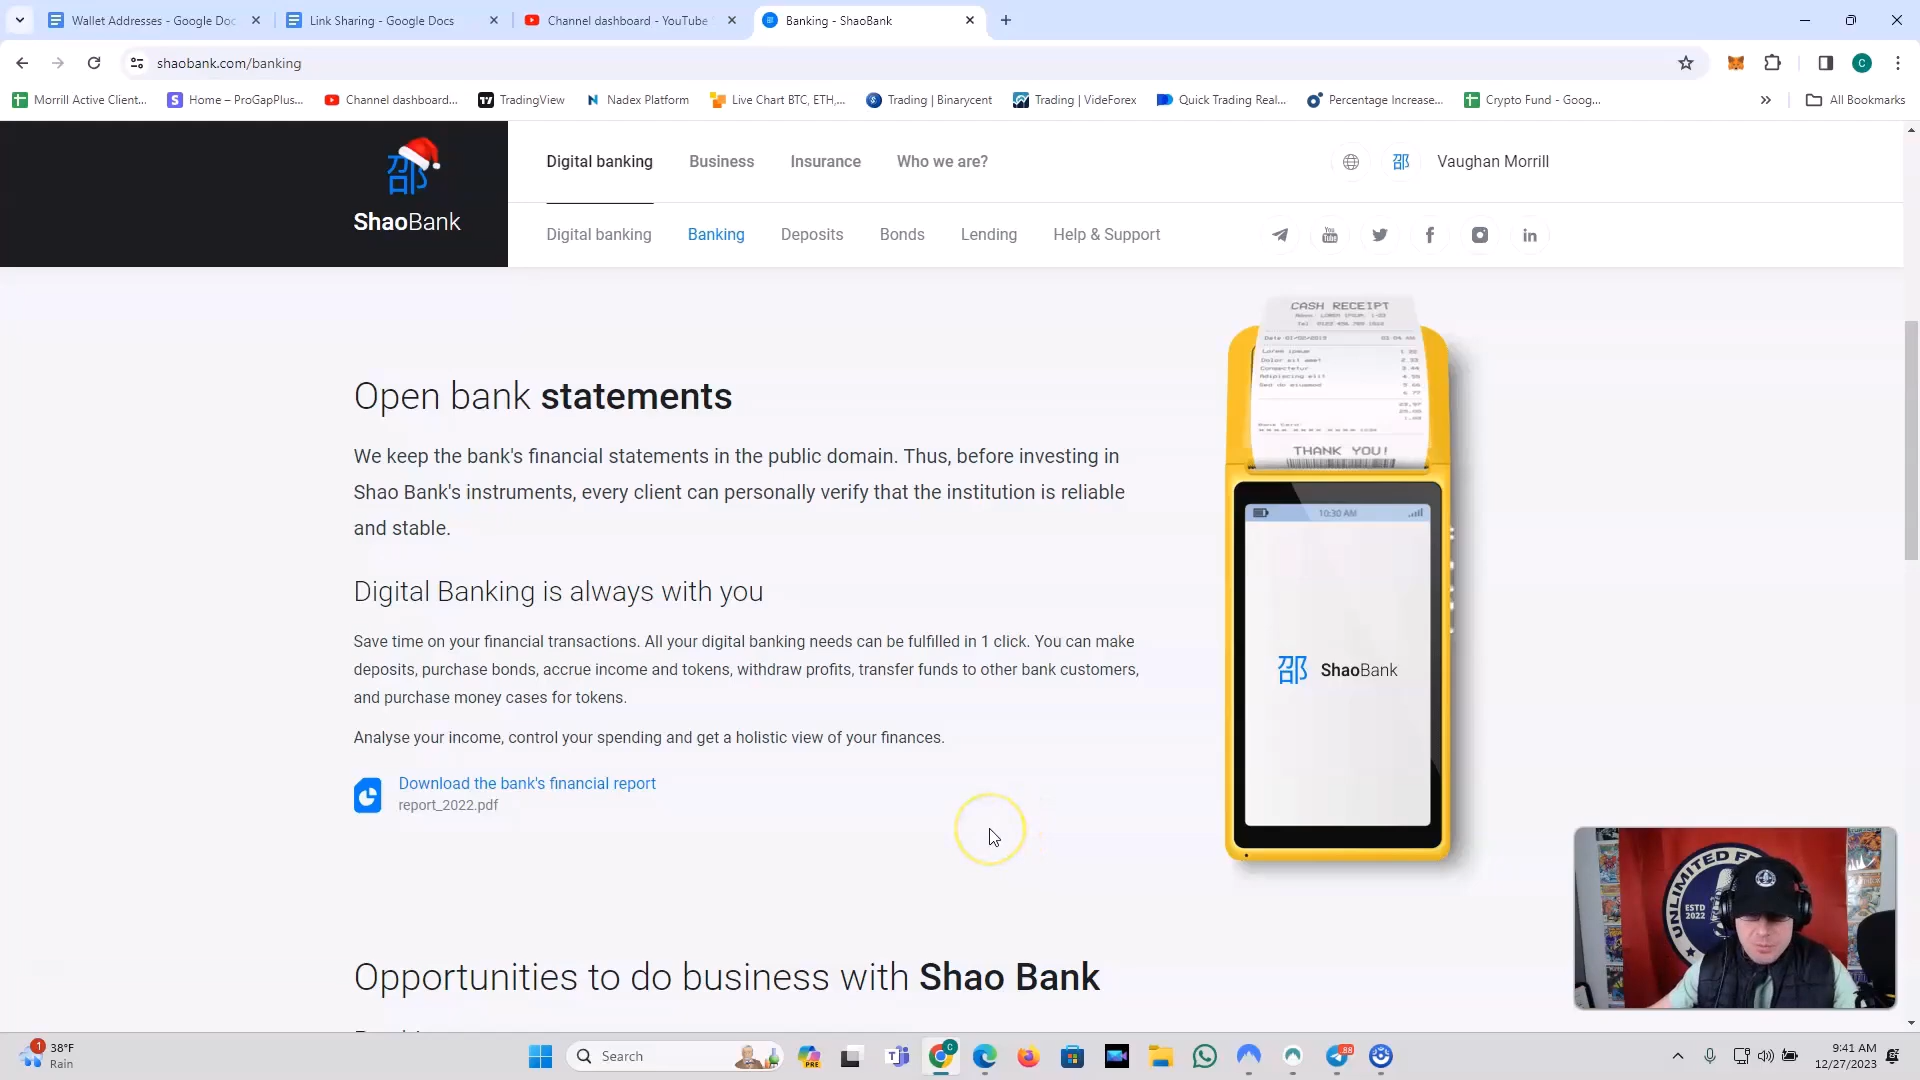 Wallet Addresses - Google Doc
Link Sharing - Google Docs
Channel dashboard - YouTube
Banking - ShaoBank
shaobank.com/banking
C
Morrill Active Client...
Home – ProGapPlus...
Channel dashboard...
TradingView
Nadex Platform
Live Chart BTC, ETH,...
Trading | Binarycent
Trading | VideForex
Quick Trading Real...
Percentage Increase...
Crypto Fund - Goog...
All Bookmarks
邵
ShaoBank
Digital banking
Business
Insurance
Who we are?
邵
Vaughan Morrill
Digital banking
Banking
Deposits
Bonds
Lending
Help & Support
Open bank statements
We keep the bank's financial statements in the public domain. Thus, before investing in
Shao Bank's instruments, every client can personally verify that the institution is reliable
and stable.
Digital Banking is always with you
Save time on your financial transactions. All your digital banking needs can be fulfilled in 1 click. You can make
deposits, purchase bonds, accrue income and tokens, withdraw profits, transfer funds to other bank customers,
and purchase money cases for tokens.
Analyse your income, control your spending and get a holistic view of your finances.
Download the bank's financial report
report_2022.pdf
CASH RECEIPT
THANK YOU!
10:30 AM
邵 ShaoBank
Opportunities to do business with Shao Bank
UNLIMITED
ESTD
2022
1
38°F
Rain
Search
PRE
C
88
9:41 AM
12/27/2023